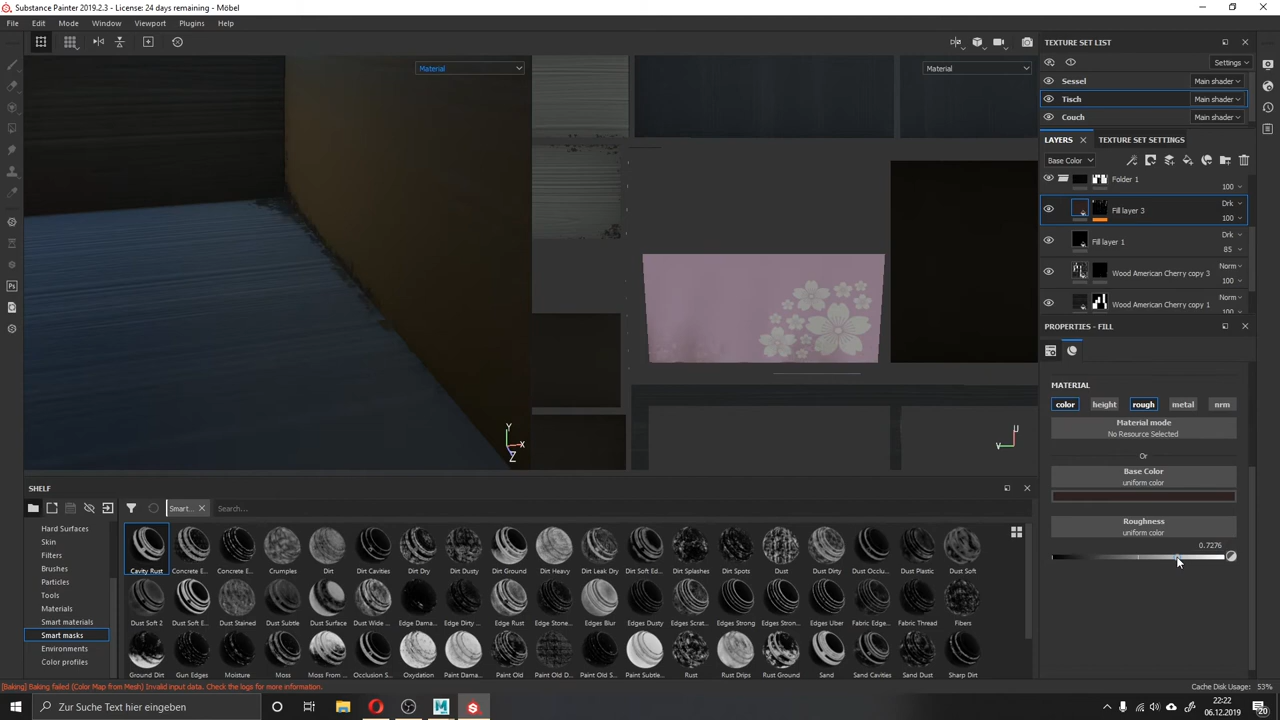 Substance Painter 2019.2.3 - License: 24 days remaining - Möbel
File Edit Mode Window Viewport Plugins Help
Material
Material
TEXTURE SET LIST
Settings
Sessel Main shader
Tisch Main shader
Couch Main shader
LAYERS TEXTURE SET SETTINGS
Base Color
Folder 1
100
Fill layer 3 Drk
100
Fill layer 1 Drk
85
Wood American Cherry copy 3 Norm
100
Wood American Cherry copy 1 Norm
100
PROPERTIES - FILL
MATERIAL
color height rough metal nrm
Material mode
No Resource Selected
Or
Base Color
uniform color
Roughness
uniform color
0.7276
Y
X
Z
U
V
SHELF
Smart...
Search...
Hard Surfaces
Skin
Filters
Brushes
Particles
Tools
Materials
Smart materials
Smart masks
Environments
Color profiles
Cavity Rust Concrete E... Concrete E... Crumples Dirt Dirt Cavities Dirt Dry Dirt Dusty Dirt Ground Dirt Heavy Dirt Leak Dry Dirt Soft Ed... Dirt Splashes Dirt Spots Dust Dust Dirty Dust Occlu... Dust Plastic Dust Soft
Dust Soft 2 Dust Soft E... Dust Stained Dust Subtle Dust Surface Dust Wide ... Edge Dama... Edge Dirty ... Edge Rust Edge Stone... Edges Blur Edges Dusty Edges Scrat... Edges Strong Edges Strong Edges Uber Fabric Edge... Fabric Thread Fibers
Ground Dirt Gun Edges Moisture Moss Moss From ... Occlusion S... Oxydation Paint Dama... Paint Old Paint Old D... Paint Subtle... Rust Rust Drips Rust Ground Sand Sand Cavities Sand Dust Sharp Dirt
[Baking] Baking failed (Color Map from Mesh) Invalid input data. Check the logs for more information.
Cache Disk Usage: 53%
Zur Suche Text hier eingeben
22:22
06.12.2019
20